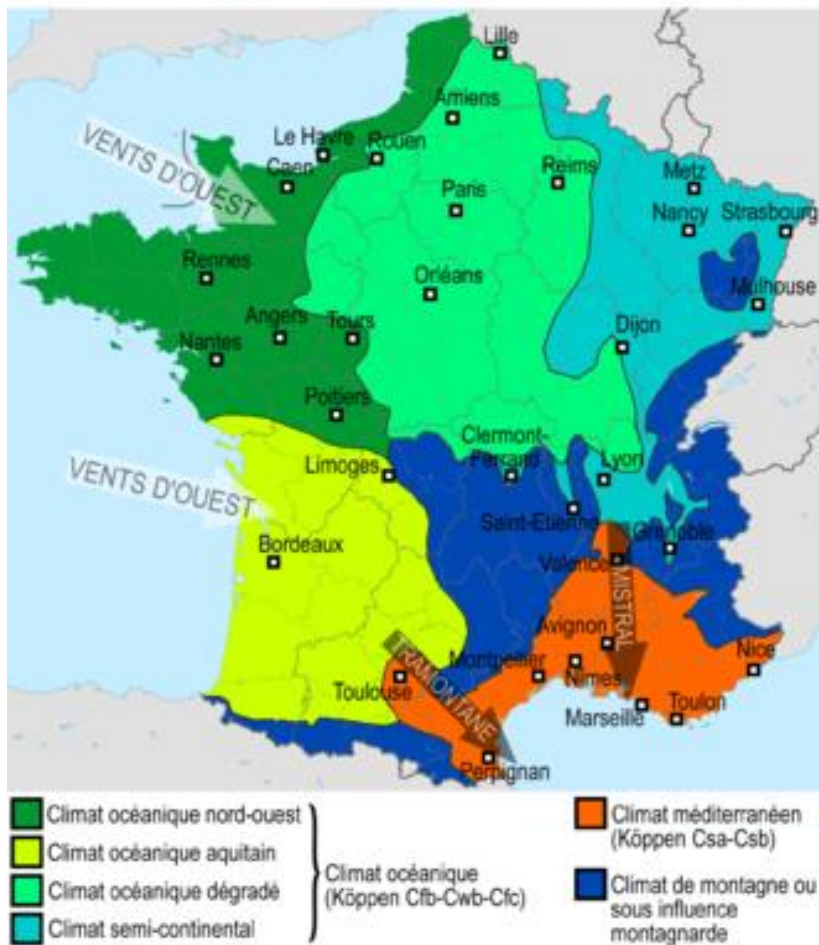 Lille
Amiens
VENTS D'OUEST
Le Havre
Rouen
Caen
Reims
Metz
Paris
Nancy
Strasbourg
Rennes
Orléans
Mulhouse
Angers
Tours
Dijon
Nantes
Poitiers
Clermont-
Ferrand
Limoges
Lyon
VENTS D'OUEST
Saint-Etienne
Grenoble
Bordeaux
Valence
MISTRAL
Avignon
TRAMONTANE
Montpellier
Nîmes
Nice
Toulouse
Marseille
Toulon
Perpignan
Climat océanique nord-ouest
Climat océanique aquitain
Climat océanique dégradé
Climat semi-continental
Climat océanique
(Köppen Cfb-Cwb-Cfc)
Climat méditerranéen
(Köppen Csa-Csb)
Climat de montagne ou
sous influence
montagnarde